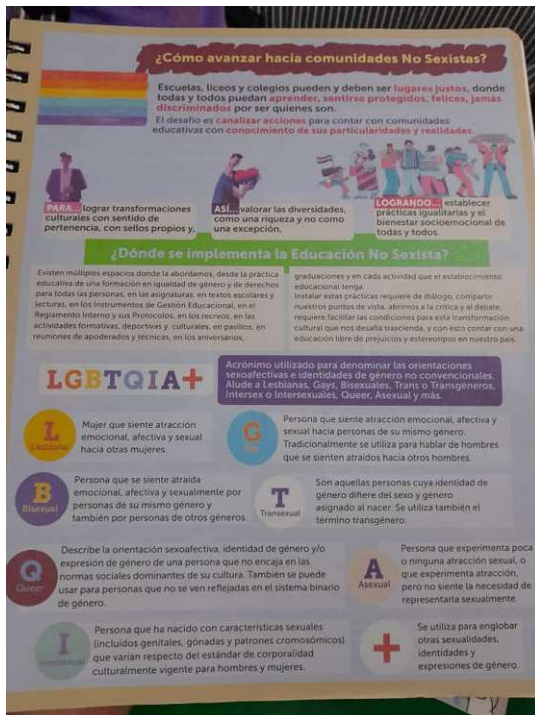 ¿Cómo avanzar hacia comunidades No Sexistas?
Escuelas, liceos y colegios pueden y deben ser lugares justos, donde
todas y todos puedan aprender, sentirse protegidos, felices, jamás
discriminados por ser quienes son.
El desafío es canalizar acciones para contar con comunidades
educativas con conocimiento de sus particularidades y realidades.
PARA... lograr transformaciones
culturales con sentido de
pertenencia, con sellos propios y,
ASÍ... valorar las diversidades,
como una riqueza y no como
una excepción,
LOGRANDO... establecer
prácticas igualitarias y el
bienestar socioemocional de
todas y todos.
¿Dónde se implementa la Educación No Sexista?
Existen múltiples espacios donde la abordamos, desde la práctica
educativa de una formación en igualdad de género y de derechos
para todas las personas, en las asignaturas, en textos escolares y
lecturas, en los Instrumentos de Gestión Educacional, en el
Reglamento Interno y sus Protocolos, en los recreos, en las
actividades formativas, deportivas y culturales, en pasillos, en
reuniones de apoderados y técnicas, en los aniversarios,
graduaciones y en cada actividad que el establecimiento
educacional tenga.
Instalar estas prácticas requiere de diálogo, compartir
nuestros puntos de vista, abrirnos a la crítica y al debate,
requiere facilitar las condiciones para esta transformación
cultural que nos desafía trascienda, y con esto contar con una
educación libre de prejuicios y estereotipos en nuestro país.
LGBTQIA+
Acrónimo utilizado para denominar las orientaciones
sexoafectivas e identidades de género no convencionales.
Alude a Lesbianas, Gays, Bisexuales, Trans o Transgéneros,
Intersex o Intersexuales, Queer, Asexual y más.
L
Lesbiana
Mujer que siente atracción
emocional, afectiva y sexual
hacia otras mujeres.
G
Gay
Persona que siente atracción emocional, afectiva y
sexual hacia personas de su mismo género.
Tradicionalmente se utiliza para hablar de hombres
que se sienten atraídos hacia otros hombres.
B
Bisexual
Persona que se siente atraída
emocional, afectiva y sexualmente por
personas de su mismo género y
también por personas de otros géneros
T
Transexual
Son aquellas personas cuya identidad de
género difiere del sexo y género
asignado al nacer. Se utiliza también el
término transgénero.
Q
Queer
Describe la orientación sexoafectiva, identidad de género y/o
expresión de género de una persona que no encaja en las
normas sociales dominantes de su cultura. También se puede
usar para personas que no se ven reflejadas en el sistema binario
de género.
A
Asexual
Persona que experimenta poca
o ninguna atracción sexual, o
que experimenta atracción,
pero no siente la necesidad de
representarla sexualmente.
I
Intersexual
Persona que ha nacido con características sexuales
(incluidos genitales, gónadas y patrones cromosómicos)
que varían respecto del estándar de corporalidad
culturalmente vigente para hombres y mujeres.
+
Se utiliza para englobar
otras sexualidades,
identidades y
expresiones de género.